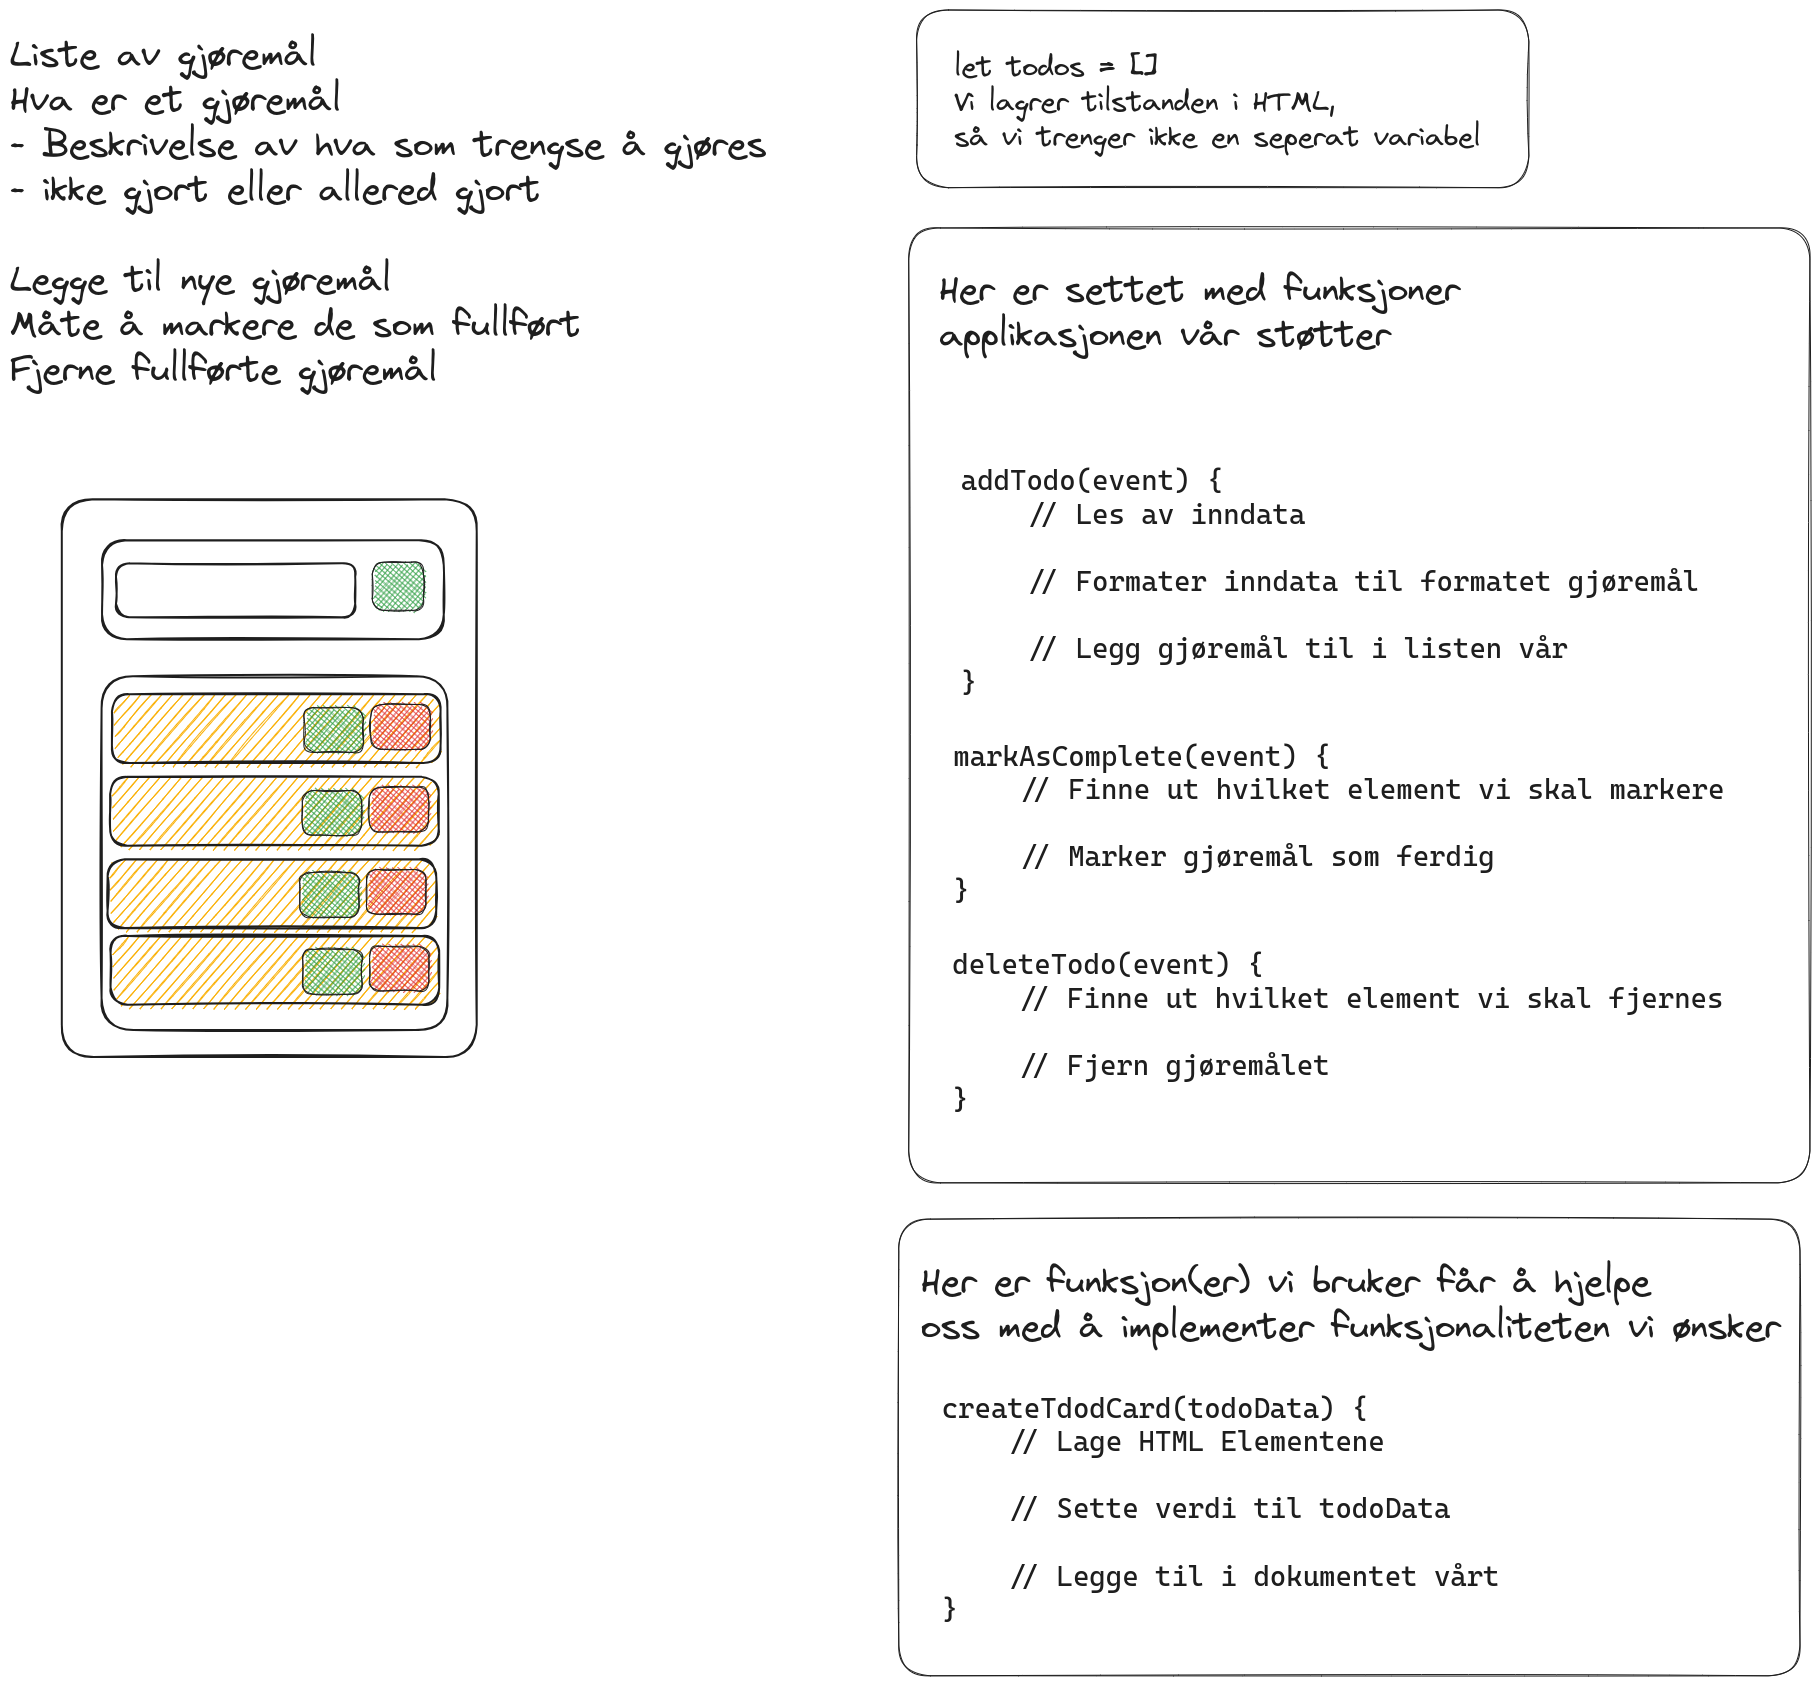 Liste av gjøremål
Hva er et gjøremål
- Beskrivelse av hva som trengse å gjøres
- ikke gjort eller allered gjort
Legge til nye gjøremål
Måte å markere de som fullført
Fjerne fullførte gjøremål
let todos = []
Vi lagrer tilstanden i HTML,
så vi trenger ikke en seperat variabel
Her er settet med funksjoner
applikasjonen vår støtter
addTodo(event) {
// Les av inndata
// Formater inndata til formatet gjøremål
// Legg gjøremål til i listen vår
}
markAsComplete(event) {
// Finne ut hvilket element vi skal markere
// Marker gjøremål som ferdig
}
deleteTodo(event) {
// Finne ut hvilket element vi skal fjernes
// Fjern gjøremålet
}
Her er funksjon(er) vi bruker får å hjelpe
oss med å implementer funksjonaliteten vi ønsker
createTdodCard(todoData) {
// Lage HTML Elementene
// Sette verdi til todoData
// Legge til i dokumentet vårt
}